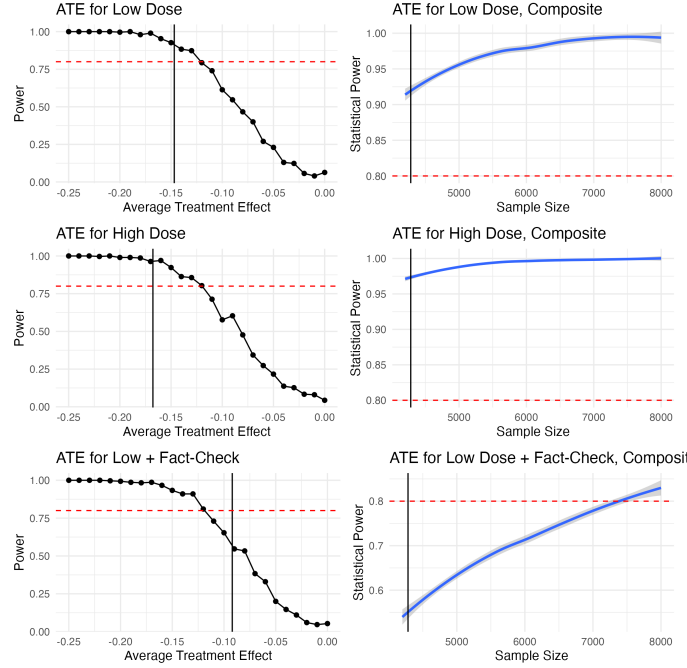 ATE for Low Dose
1.00
0.75
0.50
0.25
0.00
Power
-0.25 -0.20 -0.15 -0.10 -0.05 0.00
Average Treatment Effect
ATE for Low Dose, Composite
1.00
0.95
0.90
0.85
0.80
Statistical Power
5000 6000 7000 8000
Sample Size
ATE for High Dose
1.00
0.75
0.50
0.25
0.00
Power
-0.25 -0.20 -0.15 -0.10 -0.05 0.00
Average Treatment Effect
ATE for High Dose, Composite
1.00
0.95
0.90
0.85
0.80
Statistical Power
5000 6000 7000 8000
Sample Size
ATE for Low + Fact-Check
1.00
0.75
0.50
0.25
0.00
Power
-0.25 -0.20 -0.15 -0.10 -0.05 0.00
Average Treatment Effect
ATE for Low Dose + Fact-Check, Composit
0.8
0.7
0.6
Statistical Power
5000 6000 7000 8000
Sample Size